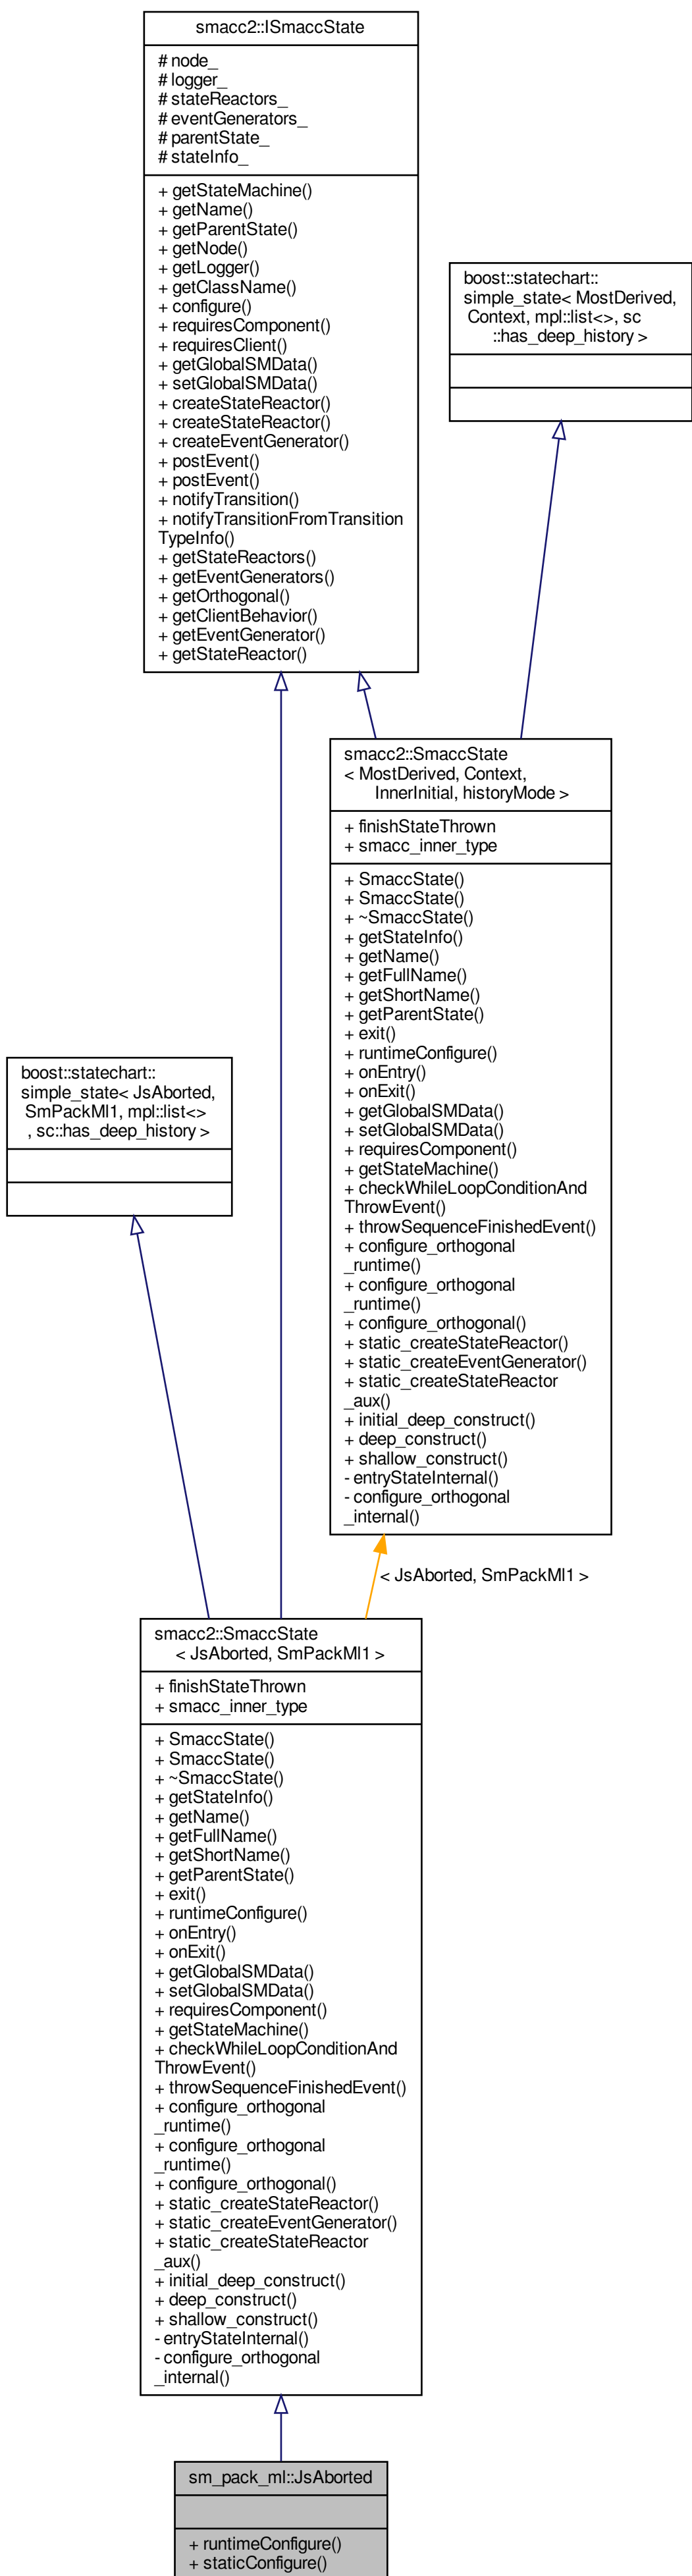 smacc2::ISmaccState
# node_
# logger_
# stateReactors_
# eventGenerators_
# parentState_
# stateInfo_
+ getStateMachine()
+ getName()
+ getParentState()
+ getNode()
+ getLogger()
+ getClassName()
+ configure()
+ requiresComponent()
+ requiresClient()
+ getGlobalSMData()
+ setGlobalSMData()
+ createStateReactor()
+ createStateReactor()
+ createEventGenerator()
+ postEvent()
+ postEvent()
+ notifyTransition()
+ notifyTransitionFromTransition
TypeInfo()
+ getStateReactors()
+ getEventGenerators()
+ getOrthogonal()
+ getClientBehavior()
+ getEventGenerator()
+ getStateReactor()
boost::statechart::
simple_state< MostDerived,
Context, mpl::list<>, sc
::has_deep_history >
smacc2::SmaccState
< MostDerived, Context,
InnerInitial, historyMode >
+ finishStateThrown
+ smacc_inner_type
+ SmaccState()
+ SmaccState()
+ ~SmaccState()
+ getStateInfo()
+ getName()
+ getFullName()
+ getShortName()
+ getParentState()
+ exit()
+ runtimeConfigure()
+ onEntry()
+ onExit()
+ getGlobalSMData()
+ setGlobalSMData()
+ requiresComponent()
+ getStateMachine()
+ checkWhileLoopConditionAnd
ThrowEvent()
+ throwSequenceFinishedEvent()
+ configure_orthogonal
_runtime()
+ configure_orthogonal
_runtime()
+ configure_orthogonal()
+ static_createStateReactor()
+ static_createEventGenerator()
+ static_createStateReactor
_aux()
+ initial_deep_construct()
+ deep_construct()
+ shallow_construct()
- entryStateInternal()
- configure_orthogonal
_internal()
boost::statechart::
simple_state< JsAborted,
SmPackMl1, mpl::list<>
, sc::has_deep_history >
< JsAborted, SmPackMl1 >
smacc2::SmaccState
< JsAborted, SmPackMl1 >
+ finishStateThrown
+ smacc_inner_type
+ SmaccState()
+ SmaccState()
+ ~SmaccState()
+ getStateInfo()
+ getName()
+ getFullName()
+ getShortName()
+ getParentState()
+ exit()
+ runtimeConfigure()
+ onEntry()
+ onExit()
+ getGlobalSMData()
+ setGlobalSMData()
+ requiresComponent()
+ getStateMachine()
+ checkWhileLoopConditionAnd
ThrowEvent()
+ throwSequenceFinishedEvent()
+ configure_orthogonal
_runtime()
+ configure_orthogonal
_runtime()
+ configure_orthogonal()
+ static_createStateReactor()
+ static_createEventGenerator()
+ static_createStateReactor
_aux()
+ initial_deep_construct()
+ deep_construct()
+ shallow_construct()
- entryStateInternal()
- configure_orthogonal
_internal()
sm_pack_ml::JsAborted
+ runtimeConfigure()
+ staticConfigure()